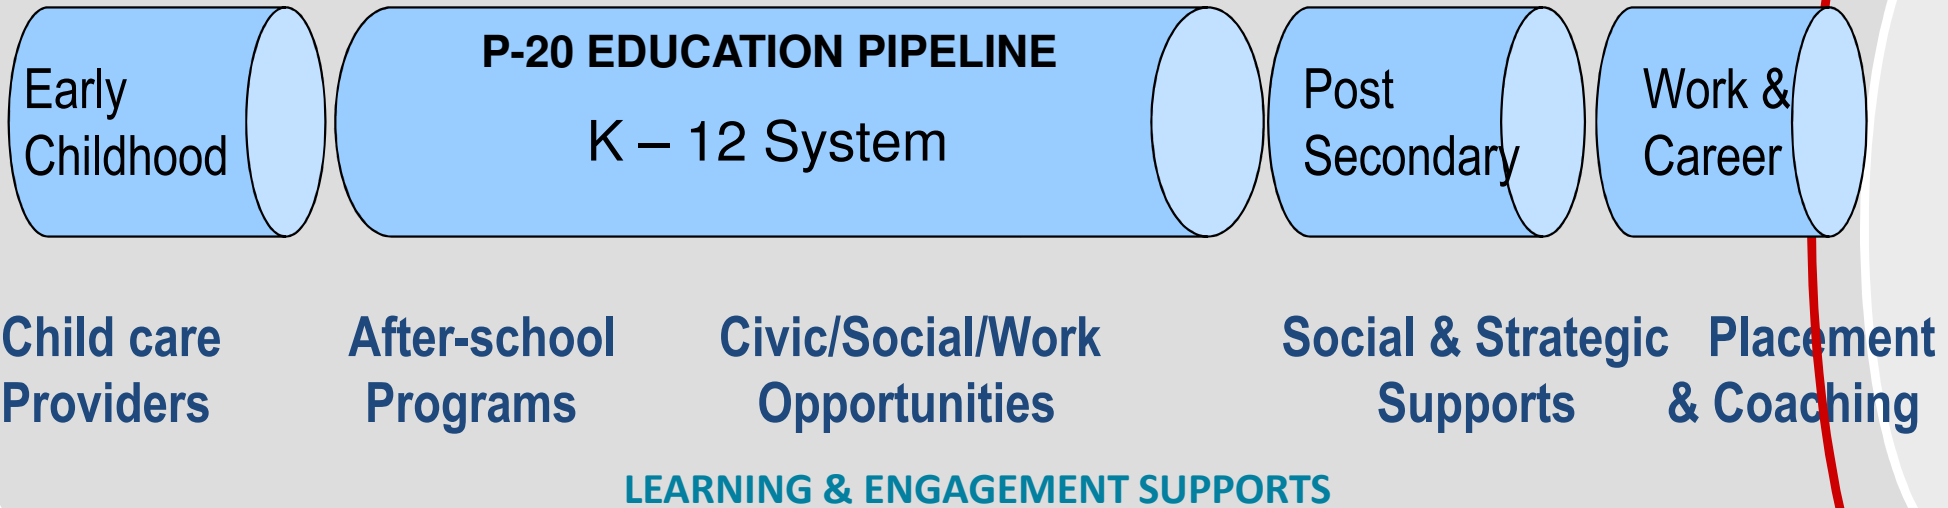 P-20 EDUCATION PIPELINE
Early
Childhood
K – 12 System
Post
Secondary
Work &
Career
Child care
Providers
After-school
Programs
Civic/Social/Work
Opportunities
Social & Strategic
Supports
Placement
& Coaching
LEARNING & ENGAGEMENT SUPPORTS